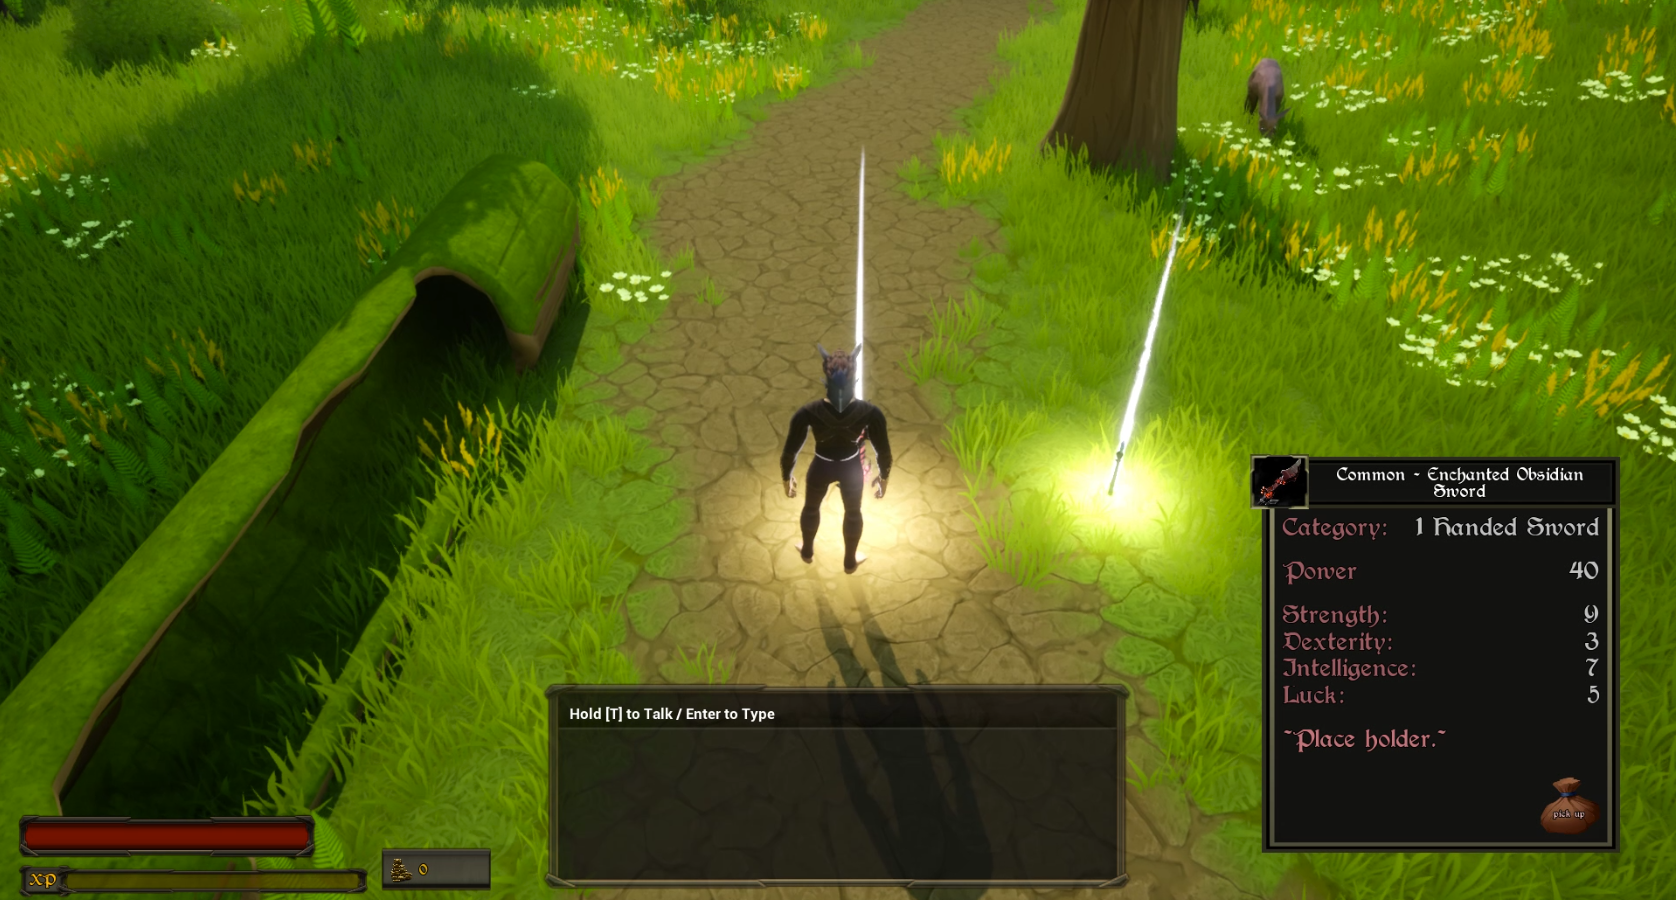 Common - Enchanted Obsidian
Sword
Category: 1 Handed Sword
Power 40
Strength: 9
Dexterity: 3
Intelligence: 7
Luck: 5
~Place holder.~
pick up
Hold [T] to Talk / Enter to Type
XP
0